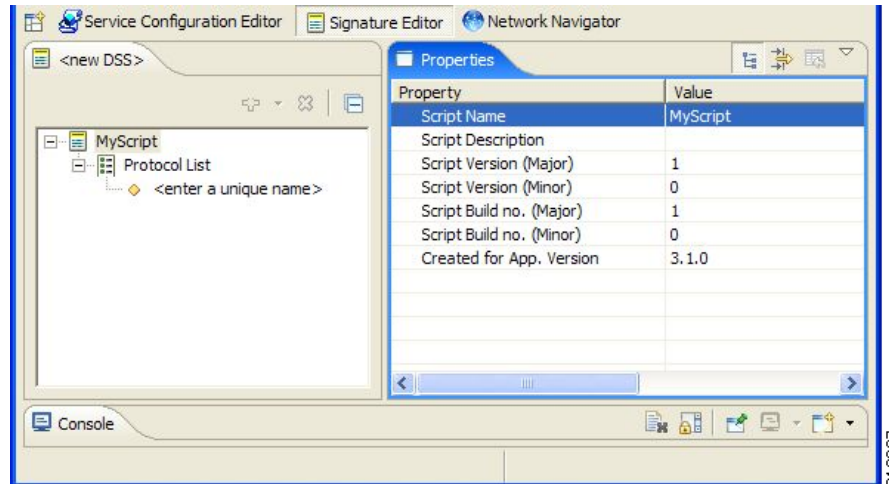 Service Configuration Editor Signature Editor Network Navigator
<new DSS>
MyScript
Protocol List
<enter a unique name>
Properties
Property Value
Script Name MyScript
Script Description
Script Version (Major) 1
Script Version (Minor) 0
Script Build no. (Major) 1
Script Build no. (Minor) 0
Created for App. Version 3.1.0
Console